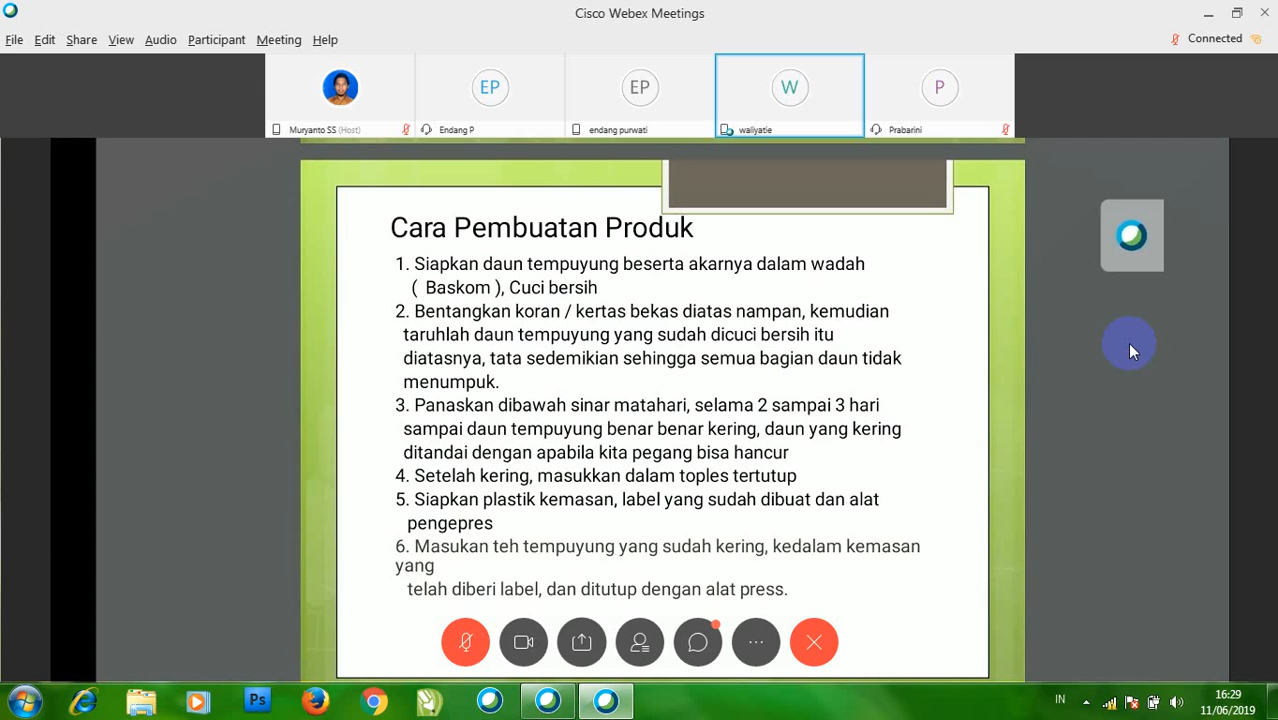 Cisco Webex Meetings
File Edit Share View Audio Participant Meeting Help
Connected
EP
EP
W
P
Muryanto SS (Host)
Endang P
endang purwati
waliyatie
Prabarini
Cara Pembuatan Produk
1. Siapkan daun tempuyung beserta akarnya dalam wadah
( Baskom ), Cuci bersih
2. Bentangkan koran / kertas bekas diatas nampan, kemudian
taruhlah daun tempuyung yang sudah dicuci bersih itu
diatasnya, tata sedemikian sehingga semua bagian daun tidak
menumpuk.
3. Panaskan dibawah sinar matahari, selama 2 sampai 3 hari
sampai daun tempuyung benar benar kering, daun yang kering
ditandai dengan apabila kita pegang bisa hancur
4. Setelah kering, masukkan dalam toples tertutup
5. Siapkan plastik kemasan, label yang sudah dibuat dan alat
pengepres
6. Masukan teh tempuyung yang sudah kering, kedalam kemasan
yang
telah diberi label, dan ditutup dengan alat press.
Ps
IN
16:29
11/06/2019